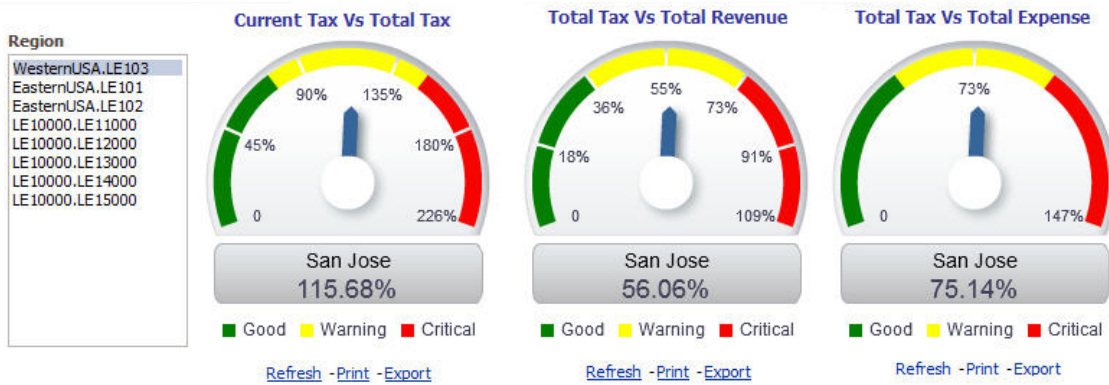 Region
WesternUSA.LE103
EasternUSA.LE101
EasternUSA.LE102
LE10000.LE11000
LE10000.LE12000
LE10000.LE13000
LE10000.LE14000
LE10000.LE15000
Current Tax Vs Total Tax
90% 135%
45% 180%
0 226%
San Jose
115.68%
Good Warning Critical
Refresh -Print -Export
Total Tax Vs Total Revenue
55%
36% 73%
18% 91%
0 109%
San Jose
56.06%
Good Warning Critical
Refresh -Print -Export
Total Tax Vs Total Expense
73%
0 147%
San Jose
75.14%
Good Warning Critical
Refresh -Print -Export